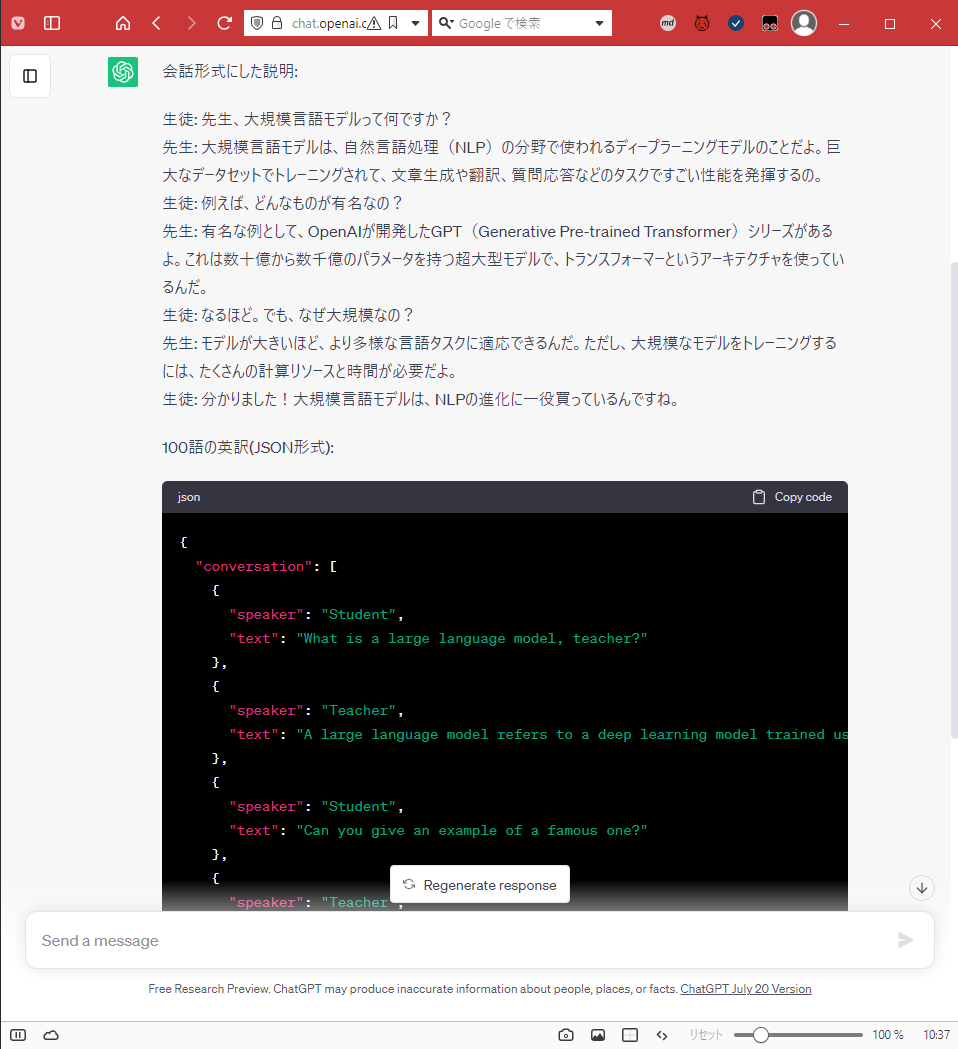 chat.openai.c
Google で検索
md
会話形式にした説明:
生徒: 先生、大規模言語モデルって何ですか？
先生: 大規模言語モデルは、自然言語処理（NLP）の分野で使われるディープラーニングモデルのことだよ。巨
大なデータセットでトレーニングされて、文章生成や翻訳、質問応答などのタスクですごい性能を発揮するの。
生徒: 例えば、どんなものが有名なの？
先生: 有名な例として、OpenAIが開発したGPT（Generative Pre-trained Transformer）シリーズがある
よ。これは数十億から数千億のパラメータを持つ超大型モデルで、トランスフォーマーというアーキテクチャを使ってい
るんだ。
生徒: なるほど。でも、なぜ大規模なの？
先生: モデルが大きいほど、より多様な言語タスクに適応できるんだ。ただし、大規模なモデルをトレーニングする
には、たくさんの計算リソースと時間が必要だよ。
生徒: 分かりました！大規模言語モデルは、NLPの進化に一役買っているんですね。
100語の英訳(JSON形式):
json Copy code
{
"conversation": [
{
"speaker": "Student",
"text": "What is a large language model, teacher?"
},
{
"speaker": "Teacher",
"text": "A large language model refers to a deep learning model trained us
},
{
"speaker": "Student",
"text": "Can you give an example of a famous one?"
},
{
"speaker": "Teacher",
Regenerate response
Send a message
Free Research Preview. ChatGPT may produce inaccurate information about people, places, or facts. ChatGPT July 20 Version
リセット 100 % 10:37